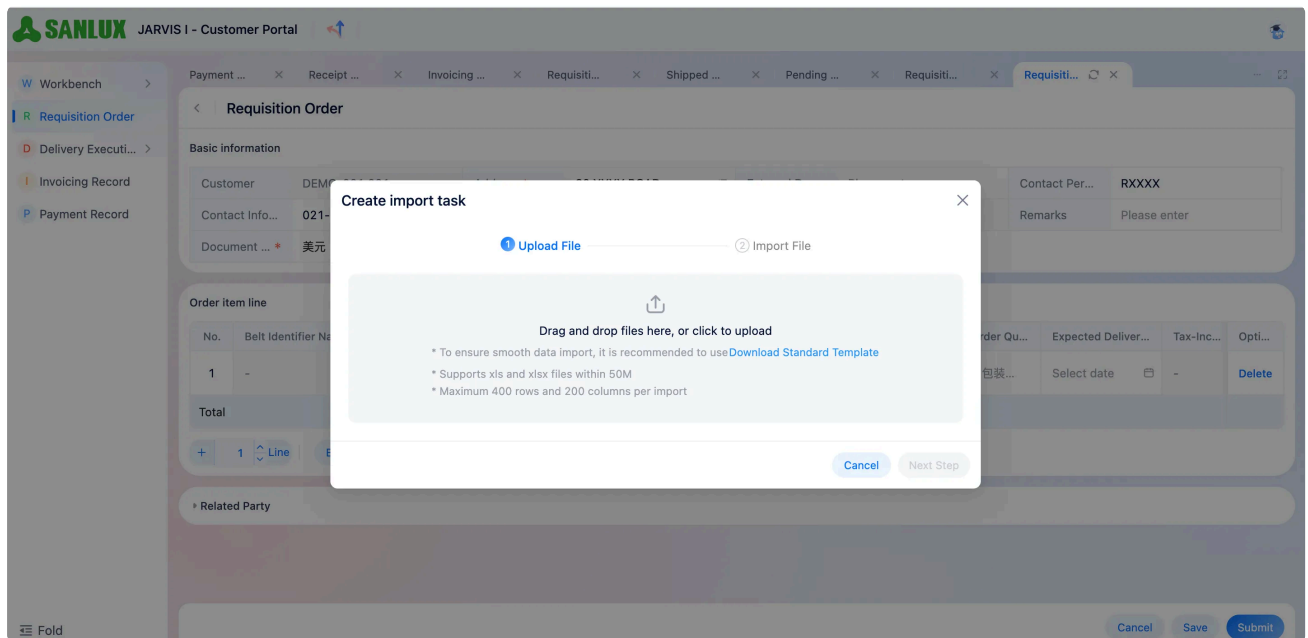 SANLUX JARVIS I - Customer Portal
W Workbench
R Requisition Order
D Delivery Executi...
I Invoicing Record
P Payment Record
Fold
Payment ... Receipt ... Invoicing ... Requisiti... Shipped ... Pending ... Requisiti... Requisiti...
Requisition Order
Basic information
Customer Contact Per... RXXXX
Contact Info... 021- Remarks Please enter
Document ... * 美元
Create import task
1 Upload File 2 Import File
Drag and drop files here, or click to upload
* To ensure smooth data import, it is recommended to use Download Standard Template
* Supports xls and xlsx files within 50M
* Maximum 400 rows and 200 columns per import
Cancel Next Step
Order item line
No. Belt Identifier Na rder Qu... Expected Deliver... Tax-Inc... Opti...
1 - 包装... Select date - Delete
Total
+ 1 Line
Related Party
Cancel Save Submit